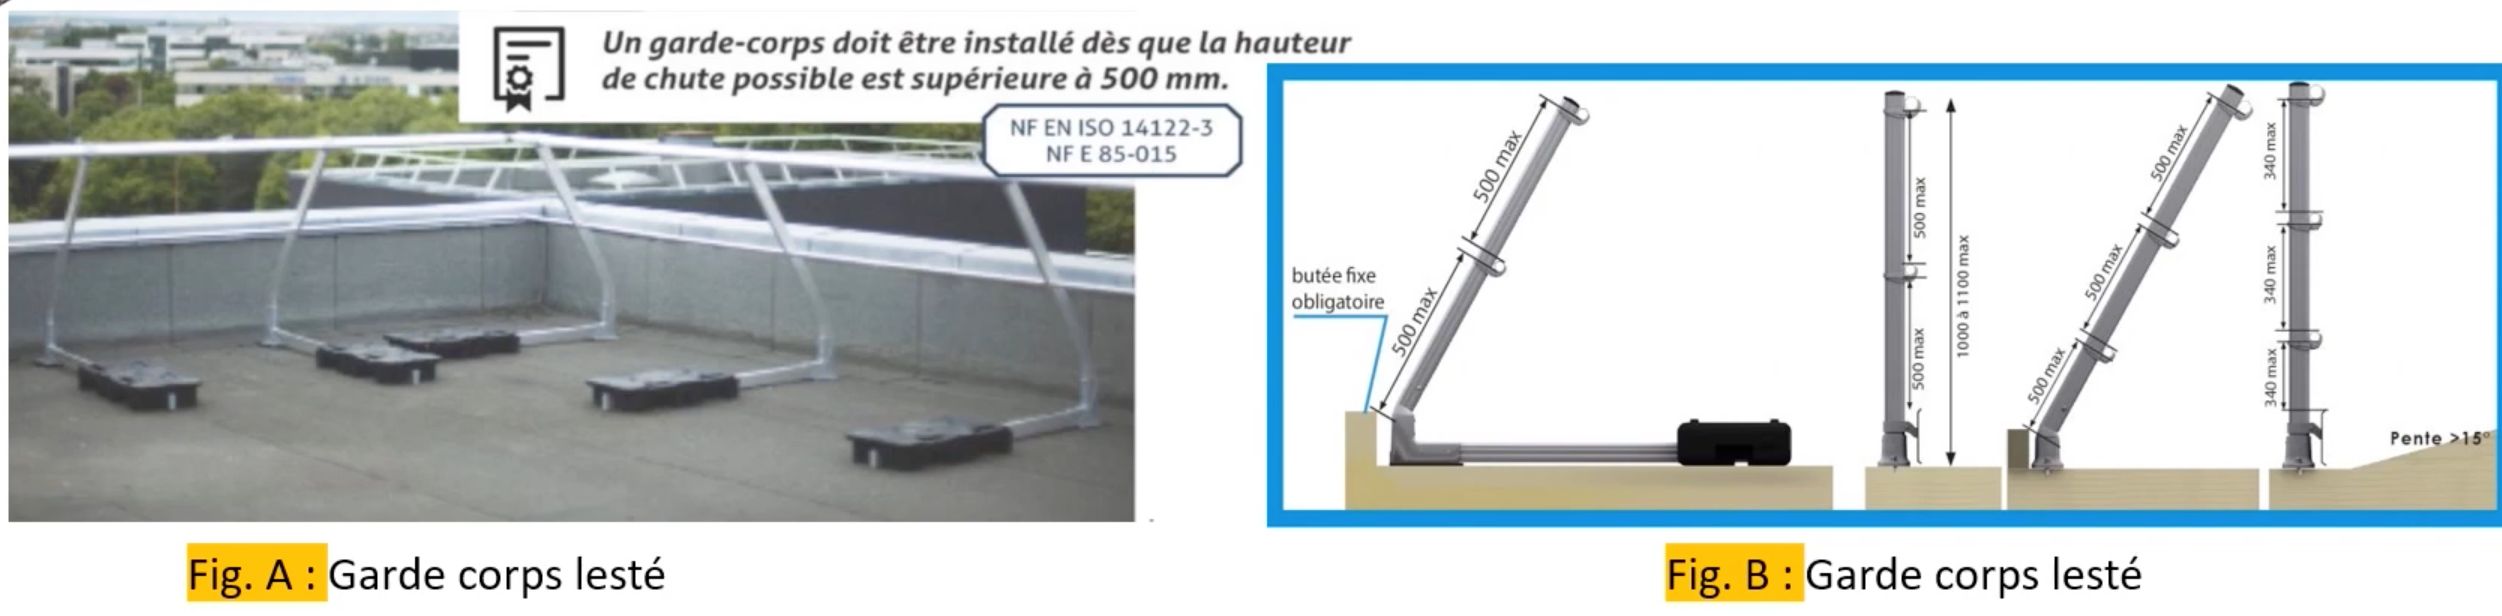 Un garde-corps doit être installé dès que la hauteur
de chute possible est supérieure à 500 mm.
NF EN ISO 14122-3
NF E 85-015
butée fixe
obligatoire
500 max
500 max
500 max
500 max
1000 à 1100 max
500 max
500 max
500 max
340 max
340 max
340 max
Pente >15°
Fig. A : Garde corps lesté
Fig. B : Garde corps lesté